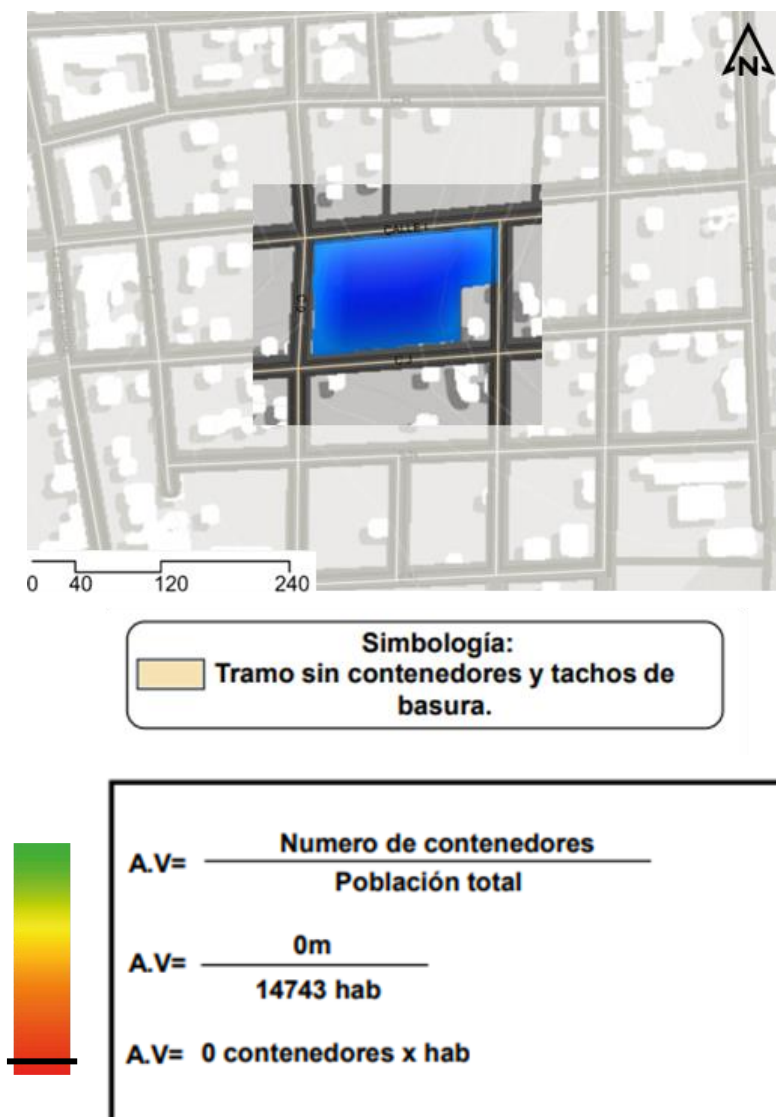 N
CALLE I
C.J
0 40 120 240
Simbología:
Tramo sin contenedores y tachos de
basura.
A.V= Numero de contenedores
Población total
A.V= 0m
14743 hab
A.V= 0 contenedores x hab